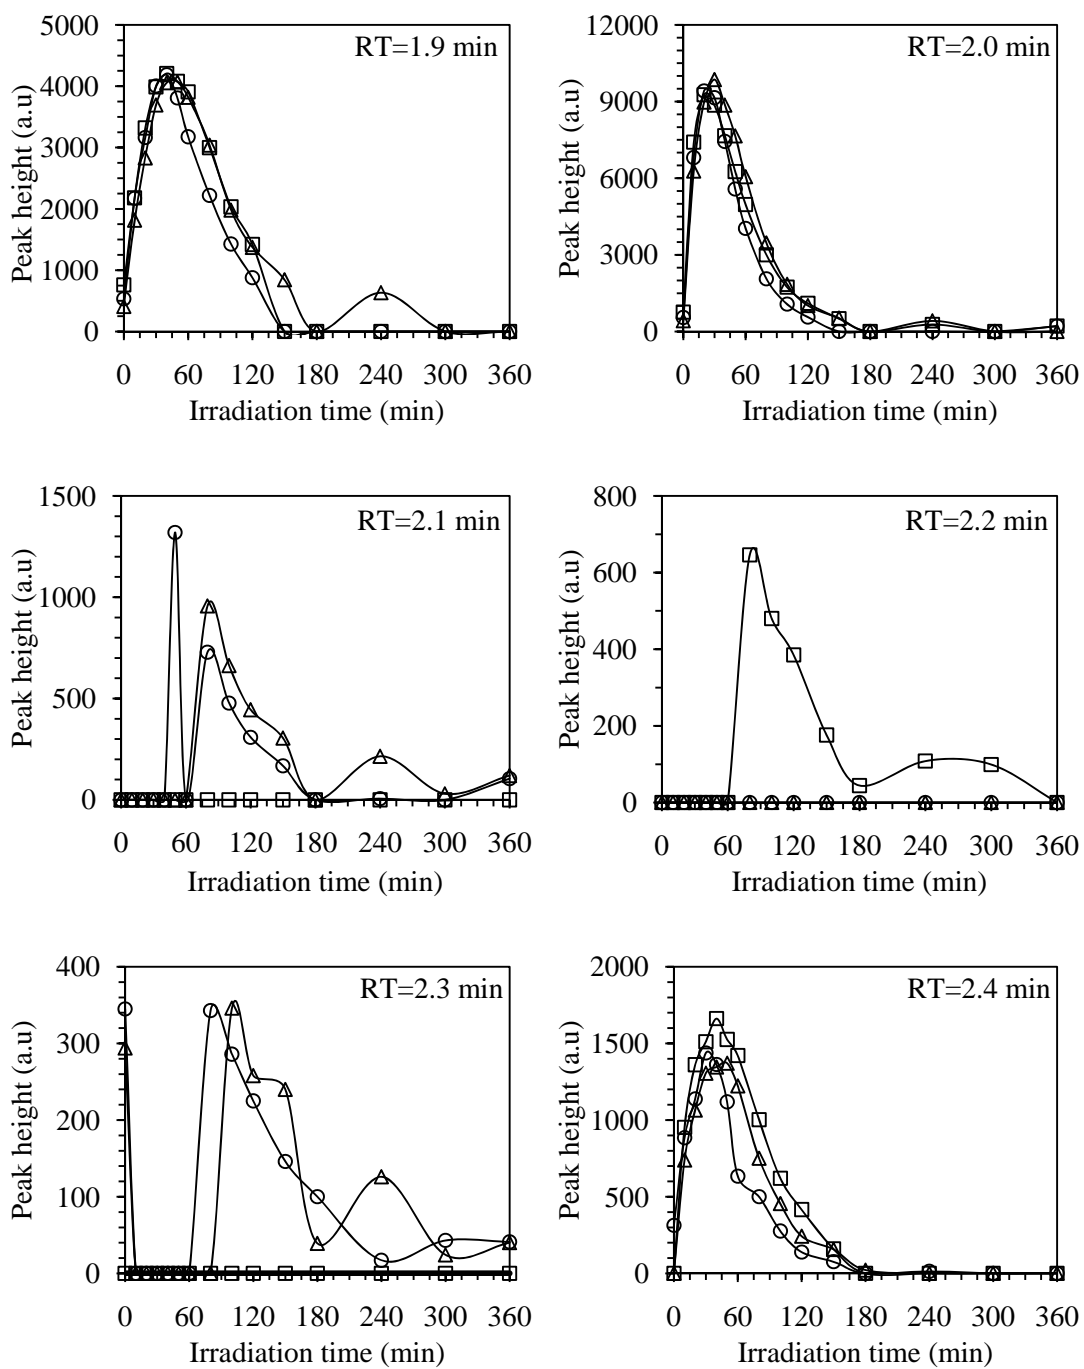 RT=1.9 min
Peak height (a.u)
5000
4000
3000
2000
1000
0
0 60 120 180 240 300 360
Irradiation time (min)
RT=2.0 min
Peak height (a.u)
12000
9000
6000
3000
0
0 60 120 180 240 300 360
Irradiation time (min)
RT=2.1 min
Peak height (a.u)
1500
1000
500
0
0 60 120 180 240 300 360
Irradiation time (min)
RT=2.2 min
Peak height (a.u)
800
600
400
200
0
0 60 120 180 240 300 360
Irradiation time (min)
RT=2.3 min
Peak height (a.u)
400
300
200
100
0
0 60 120 180 240 300 360
Irradiation time (min)
RT=2.4 min
Peak height (a.u)
2000
1500
1000
500
0
0 60 120 180 240 300 360
Irradiation time (min)